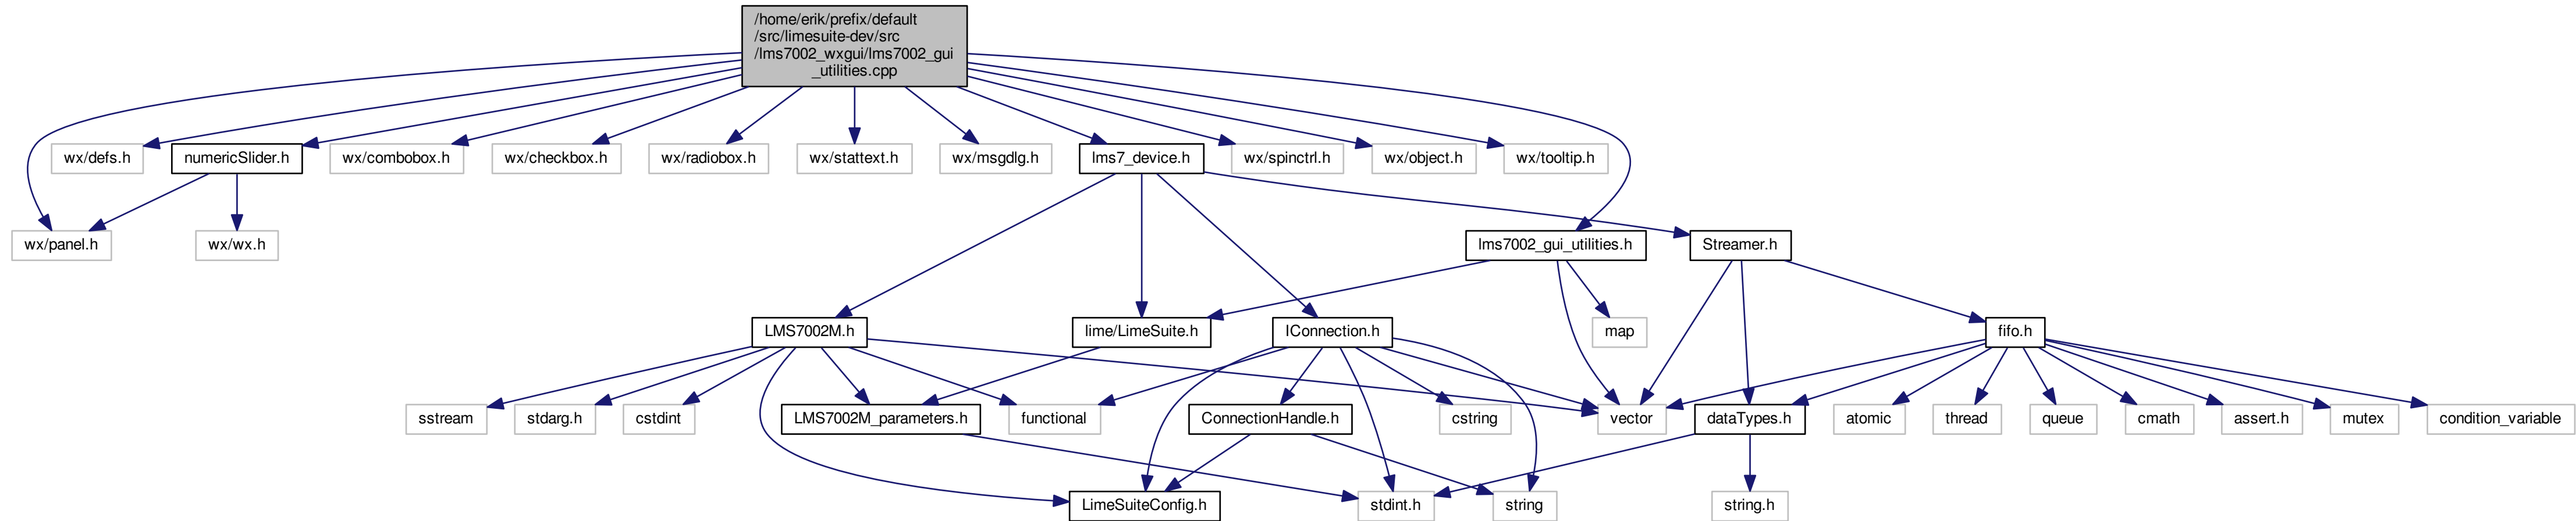 /home/erik/prefix/default
/src/limesuite-dev/src
/lms7002_wxgui/lms7002_gui
_utilities.cpp
wx/defs.h
numericSlider.h
wx/combobox.h
wx/checkbox.h
wx/radiobox.h
wx/stattext.h
wx/msgdlg.h
lms7_device.h
wx/spinctrl.h
wx/object.h
wx/tooltip.h
wx/panel.h
wx/wx.h
lms7002_gui_utilities.h
Streamer.h
LMS7002M.h
lime/LimeSuite.h
IConnection.h
map
fifo.h
sstream
stdarg.h
cstdint
LMS7002M_parameters.h
functional
ConnectionHandle.h
cstring
vector
dataTypes.h
atomic
thread
queue
cmath
assert.h
mutex
condition_variable
LimeSuiteConfig.h
stdint.h
string
string.h